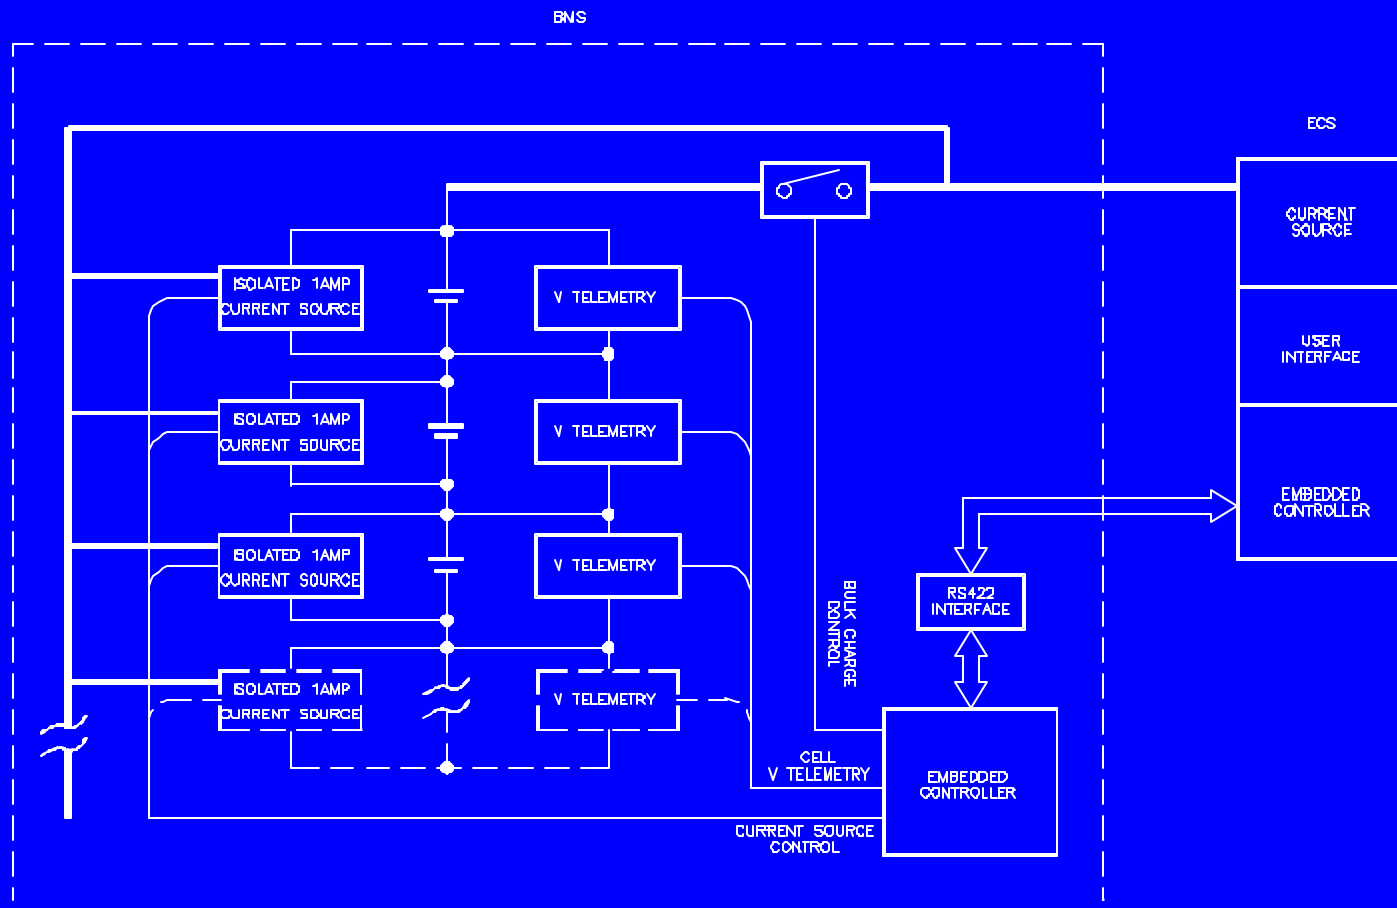 BNS
ECS
CURRENT
SOURCE
USER
INTERFACE
EMBEDDED
CONTROLLER
ISOLATED 1AMP
CURRENT SOURCE
V TELEMETRY
ISOLATED 1AMP
CURRENT SOURCE
V TELEMETRY
ISOLATED 1AMP
CURRENT SOURCE
V TELEMETRY
ISOLATED 1AMP
CURRENT SOURCE
V TELEMETRY
BULK CHARGE
CONTROL
RS422
INTERFACE
CELL
V TELEMETRY
EMBEDDED
CONTROLLER
CURRENT SOURCE
CONTROL